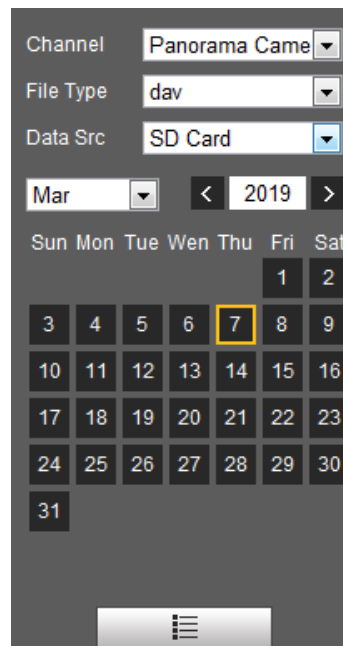 Channel Panorama Came
File Type dav
Data Src SD Card
Mar < 2019 >
Sun Mon Tue Wen Thu Fri Sat
1 2
3 4 5 6 7 8 9
10 11 12 13 14 15 16
17 18 19 20 21 22 23
24 25 26 27 28 29 30
31